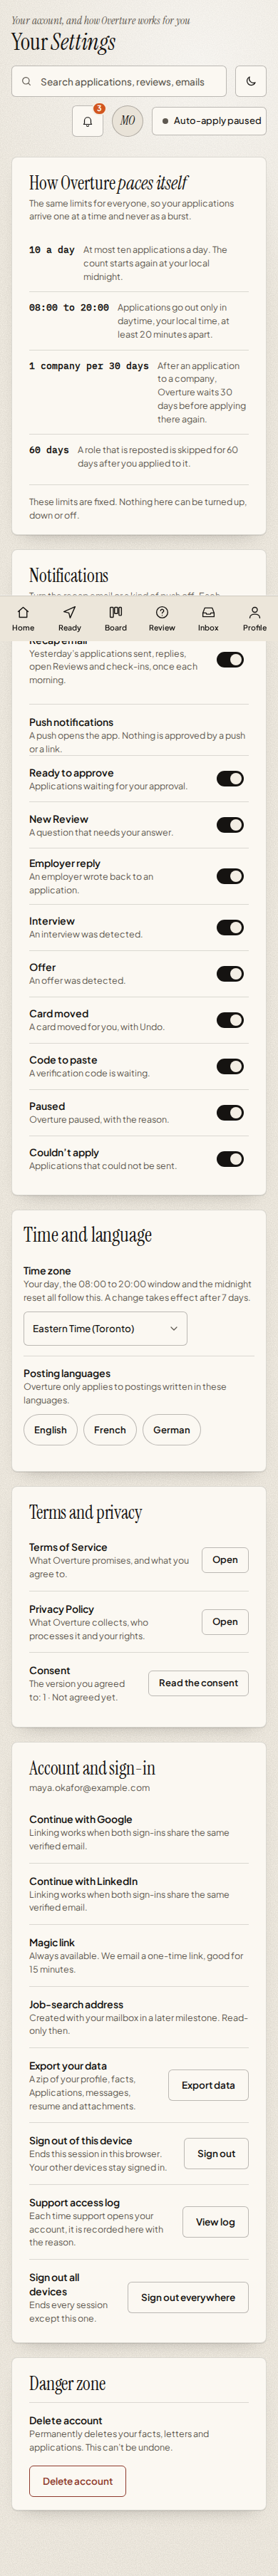 Your account, and how Overture works for you
Your Settings
Search applications, reviews, emails
3
MO
Auto-apply paused
How Overture paces itself
The same limits for everyone, so your applications
arrive one at a time and never as a burst.
10 a day
At most ten applications a day. The
count starts again at your local
midnight.
08:00 to 20:00
Applications go out only in
daytime, your local time, at
least 20 minutes apart.
1 company per 30 days
After an application
to a company,
Overture waits 30
days before applying
there again.
60 days
A role that is reposted is skipped for 60
days after you applied to it.
These limits are fixed. Nothing here can be turned up,
down or off.
Notifications
Home
Ready
Board
Review
Inbox
Profile
Recap email
Yesterday's applications sent, replies,
open Reviews and check-ins, once each
morning.
Push notifications
A push opens the app. Nothing is approved by a push
or a link.
Ready to approve
Applications waiting for your approval.
New Review
A question that needs your answer.
Employer reply
An employer wrote back to an
application.
Interview
An interview was detected.
Offer
An offer was detected.
Card moved
A card moved for you, with Undo.
Code to paste
A verification code is waiting.
Paused
Overture paused, with the reason.
Couldn't apply
Applications that could not be sent.
Time and language
Time zone
Your day, the 08:00 to 20:00 window and the midnight
reset all follow this. A change takes effect after 7 days.
Eastern Time (Toronto)
Posting languages
Overture only applies to postings written in these
languages.
English
French
German
Terms and privacy
Terms of Service
What Overture promises, and what you
agree to.
Open
Privacy Policy
What Overture collects, who
processes it and your rights.
Open
Consent
The version you agreed
to: 1 · Not agreed yet.
Read the consent
Account and sign-in
maya.okafor@example.com
Continue with Google
Linking works when both sign-ins share the same
verified email.
Continue with LinkedIn
Linking works when both sign-ins share the same
verified email.
Magic link
Always available. We email a one-time link, good for
15 minutes.
Job-search address
Created with your mailbox in a later milestone. Read-
only then.
Export your data
A zip of your profile, facts,
Applications, messages,
resume and attachments.
Export data
Sign out of this device
Ends this session in this browser.
Your other devices stay signed in.
Sign out
Support access log
Each time support opens your
account, it is recorded here with
the reason.
View log
Sign out all
devices
Ends every session
except this one.
Sign out everywhere
Danger zone
Delete account
Permanently deletes your facts, letters and
applications. This can't be undone.
Delete account